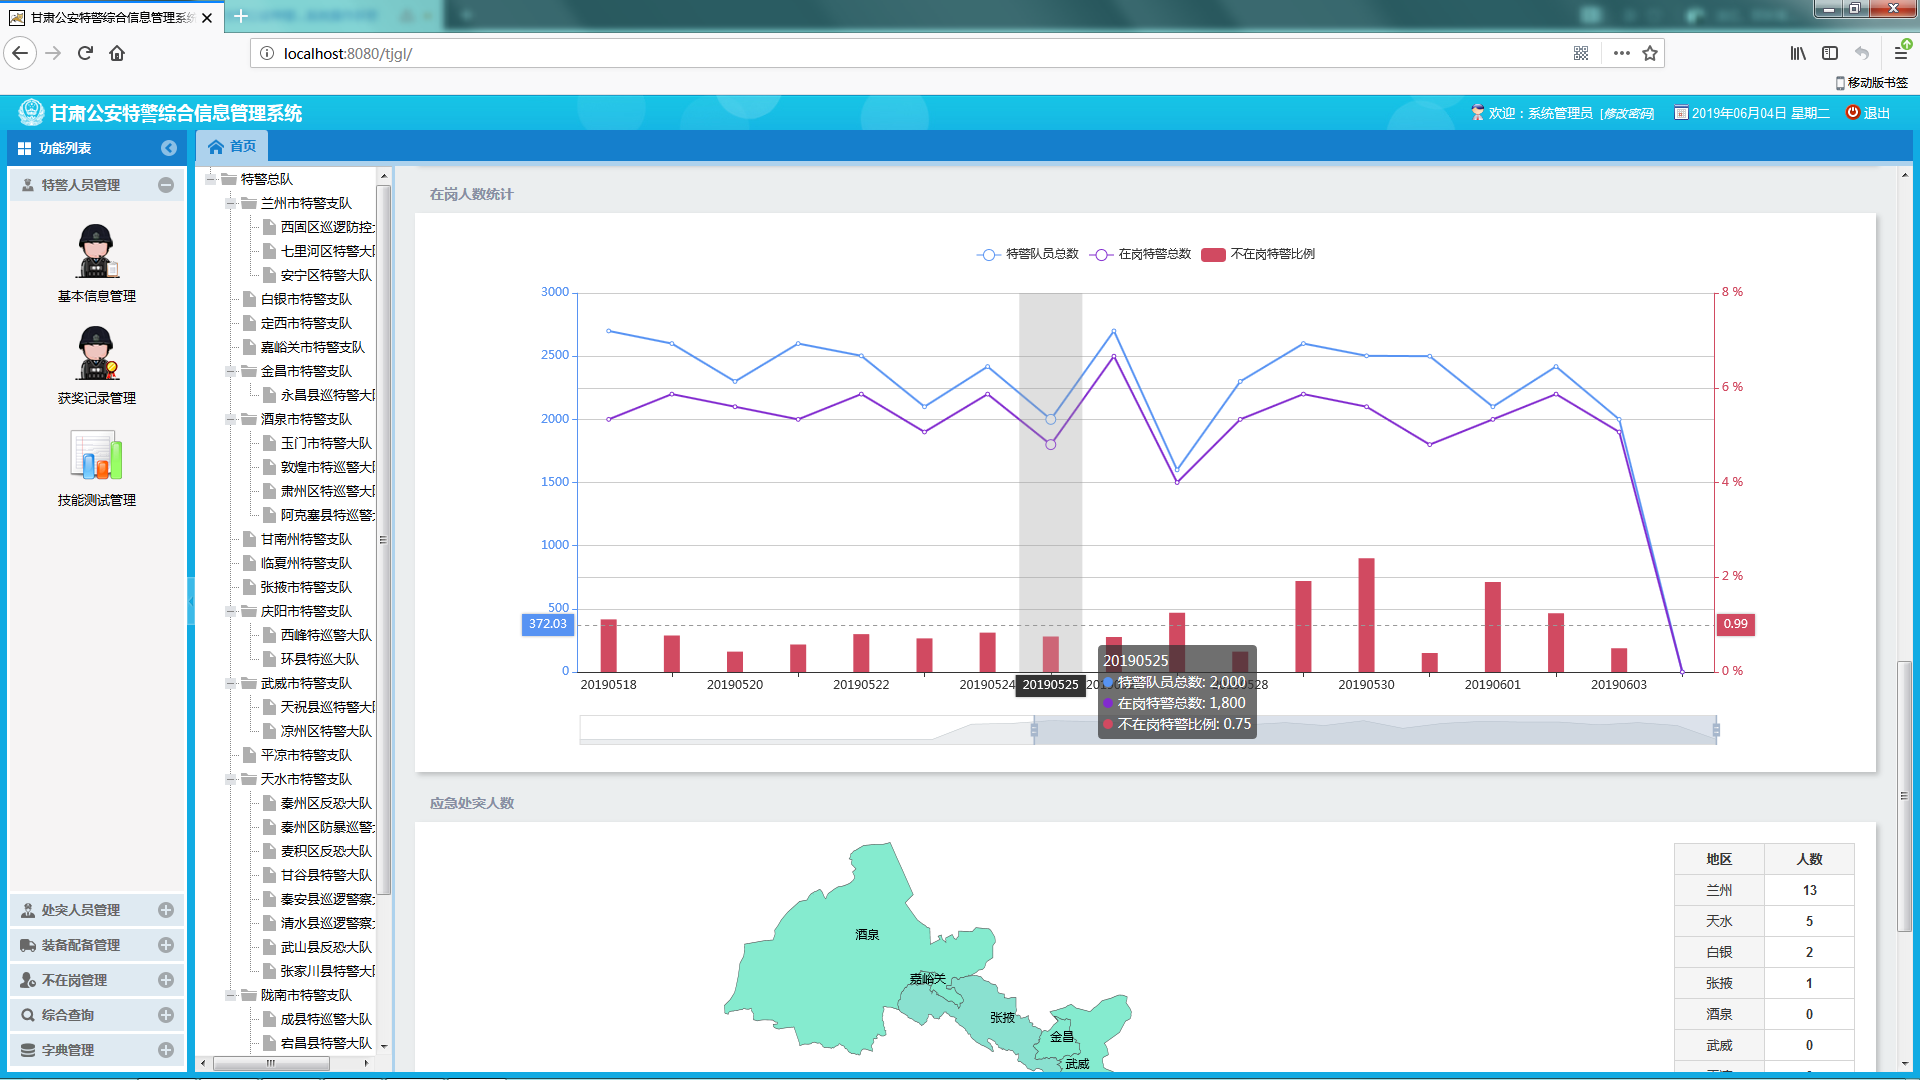 甘肃公安特警综合信息管理系统
localhost:8080/tjgl/
移动版书签
甘肃公安特警综合信息管理系统
欢迎：系统管理员 [修改密码] 2019年06月04日 星期二 退出
功能列表
首页
特警人员管理
基本信息管理
获奖记录管理
技能测试管理
处突人员管理
装备配备管理
不在岗管理
综合查询
字典管理
特警总队
兰州市特警支队
西固区巡逻防控
七里河区特警大
安宁区特警大队
白银市特警支队
定西市特警支队
嘉峪关市特警支队
金昌市特警支队
永昌县巡特警大
酒泉市特警支队
玉门市特警大队
敦煌市特巡警大
肃州区特巡警大
阿克塞县特巡警
甘南州特警支队
临夏州特警支队
张掖市特警支队
庆阳市特警支队
西峰特巡警大队
环县特巡大队
武威市特警支队
天祝县巡特警大
凉州区特警大队
平凉市特警支队
天水市特警支队
秦州区反恐大队
秦州区防暴巡警
麦积区反恐大队
甘谷县特警大队
秦安县巡逻警察
清水县巡逻警察
武山县反恐大队
张家川县特警大
陇南市特警支队
成县特巡警大队
宕昌县特警大队
在岗人数统计
特警队员总数 在岗特警总数 不在岗特警比例
3000 8 %
2500
6 %
2000
1500 4 %
1000
2 %
500
372.03 0.99
0 0 %
20190518 20190520 20190522 20190524 20190525 20190528 20190530 20190601 20190603
20190525
特警队员总数: 2,000
在岗特警总数: 1,800
不在岗特警比例: 0.75
应急处突人数
酒泉
嘉峪关
张掖
金昌
武威
地区 人数
兰州 13
天水 5
白银 2
张掖 1
酒泉 0
武威 0